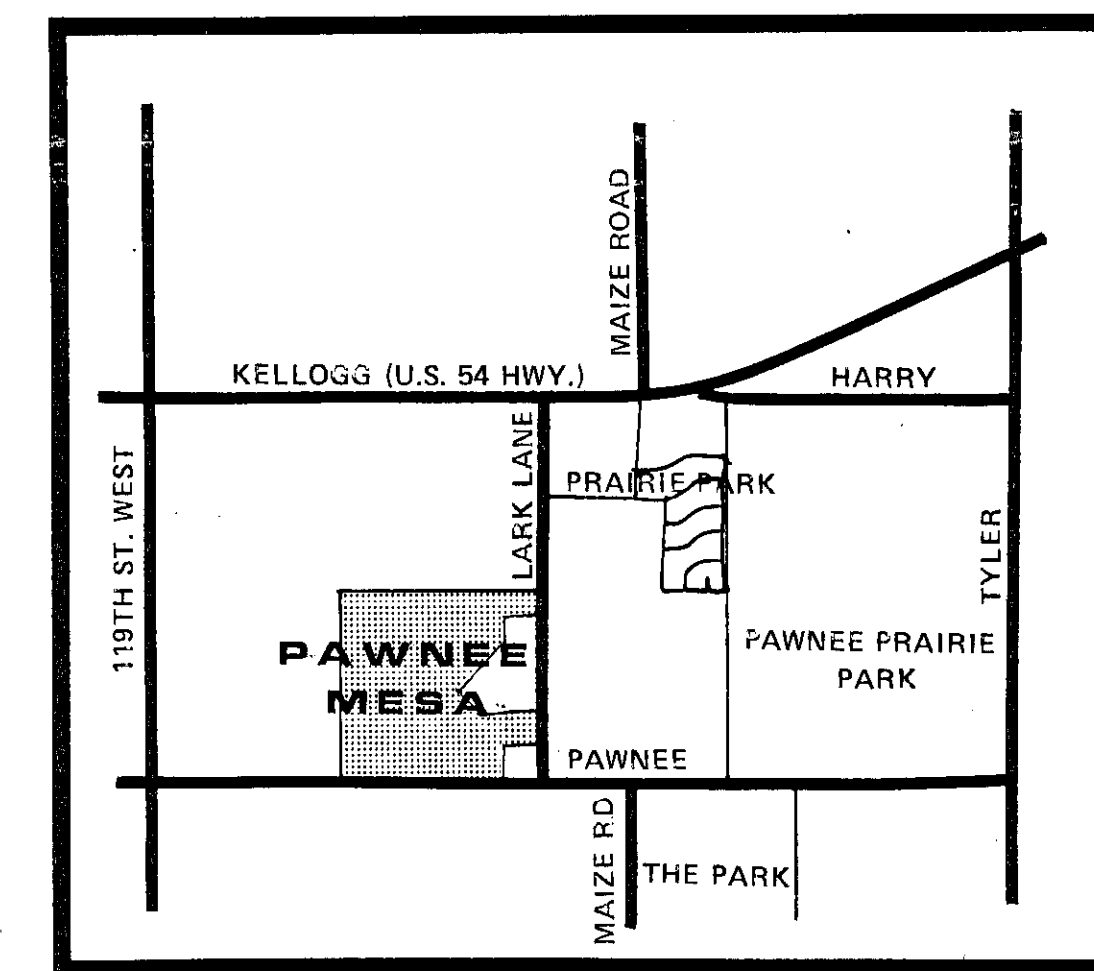 MAIZE ROAD
KELLOGG (U.S. 54 HWY.)
HARRY
119TH ST. WEST
LARK LANE
PRAIRIE PARK
TYLER
PAWNEE
MESA
PAWNEE PRAIRIE
PARK
PAWNEE
MAIZE RD
THE PARK